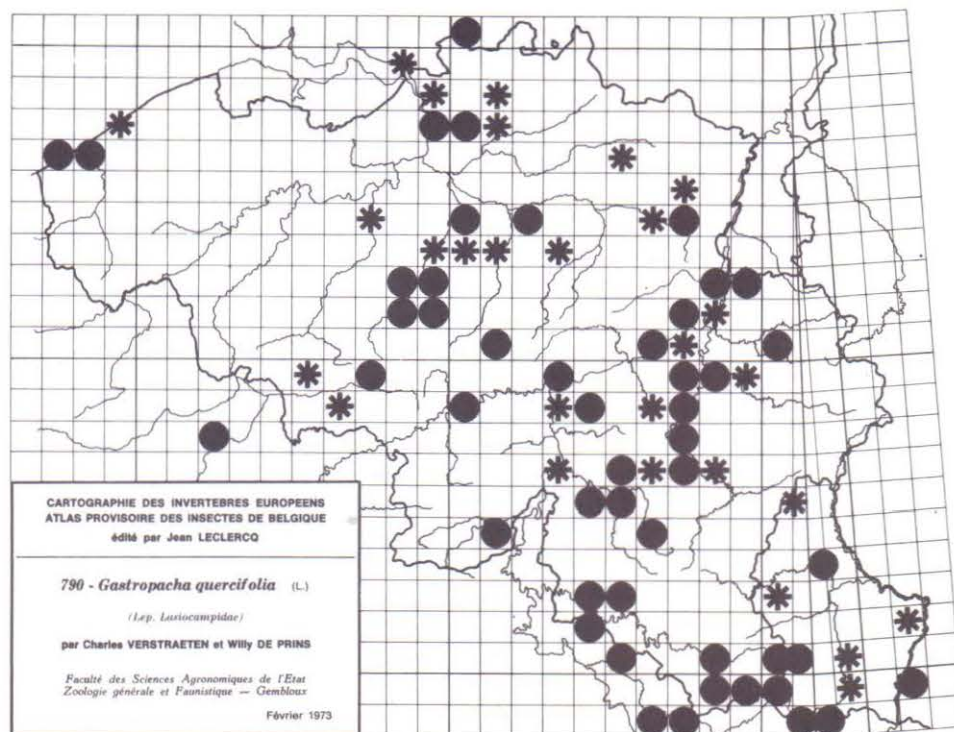 CARTOGRAPHIE DES INVERTEBRES EUROPEENS
ATLAS PROVISOIRE DES INSECTES DE BELGIQUE
édité par Jean LECLERCQ
790 - Gastropacha quercifolia (L.)
(Lep. Lasiocampidae)
par Charles VERSTRAETEN et Willy DE PRINS
Faculté des Sciences Agronomiques de l'Etat
Zoologie générale et Faunistique — Gembloux
Février 1973